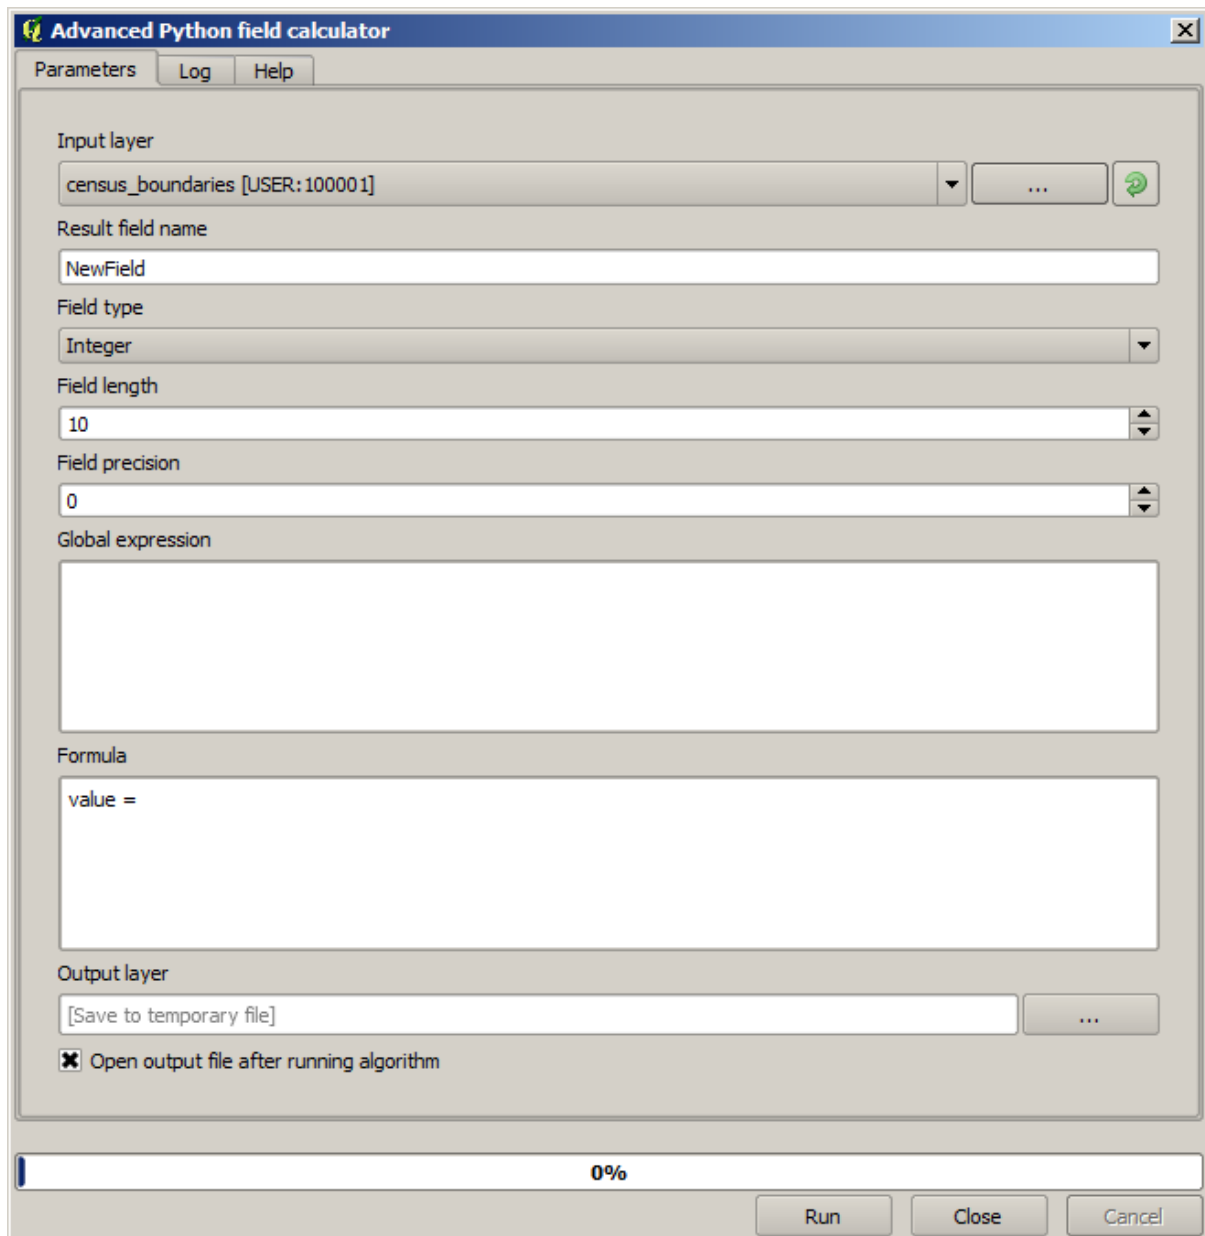 Advanced Python field calculator
Parameters Log Help
Input layer
census_boundaries [USER:100001]
...
Result field name
NewField
Field type
Integer
Field length
10
Field precision
0
Global expression
Formula
value =
Output layer
[Save to temporary file]
...
Open output file after running algorithm
0%
Run Close Cancel